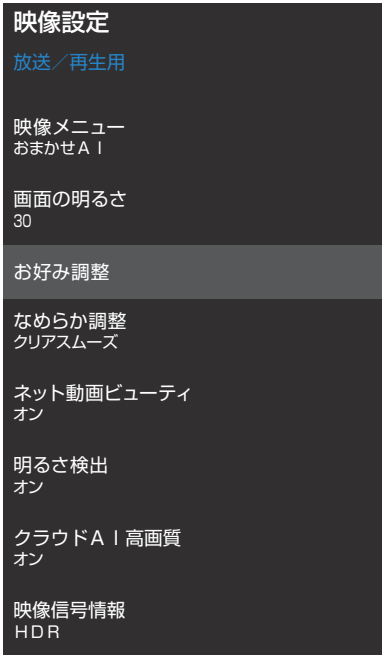 映像設定
放送／再生用
映像メニュー
おまかせＡＩ
画面の明るさ
30
お好み調整
なめらか調整
クリアスムーズ
ネット動画ビューティ
オン
明るさ検出
オン
クラウドＡＩ高画質
オン
映像信号情報
ＨＤＲ